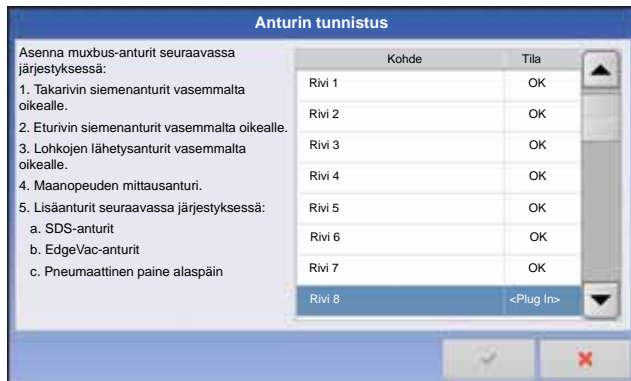 Anturin tunnistus
Asenna muxbus-anturit seuraavassa
järjestyksessä:
1. Takarivin siemenanturit vasemmalta
oikealle.
2. Eturivin siemenanturit vasemmalta oikealle.
3. Lohkojen lähetysanturit vasemmalta
oikealle.
4. Maanopeuden mittausanturi.
5. Lisäanturit seuraavassa järjestyksessä:
a. SDS-anturit
b. EdgeVac-anturit
c. Pneumaattinen paine alaspäin
Kohde Tila
Rivi 1 OK
Rivi 2 OK
Rivi 3 OK
Rivi 4 OK
Rivi 5 OK
Rivi 6 OK
Rivi 7 OK
Rivi 8 <Plug In>